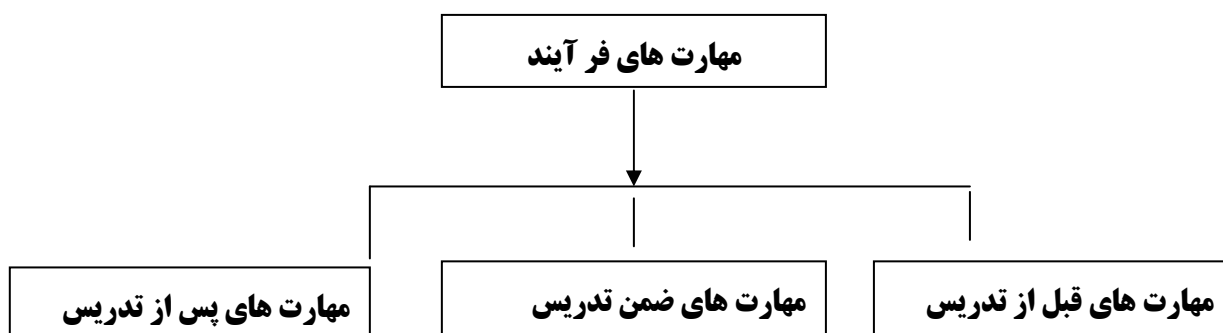 مهارت های فر آیند
مهارت های قبل از تدریس
مهارت های ضمن تدریس
مهارت های پس از تدریس